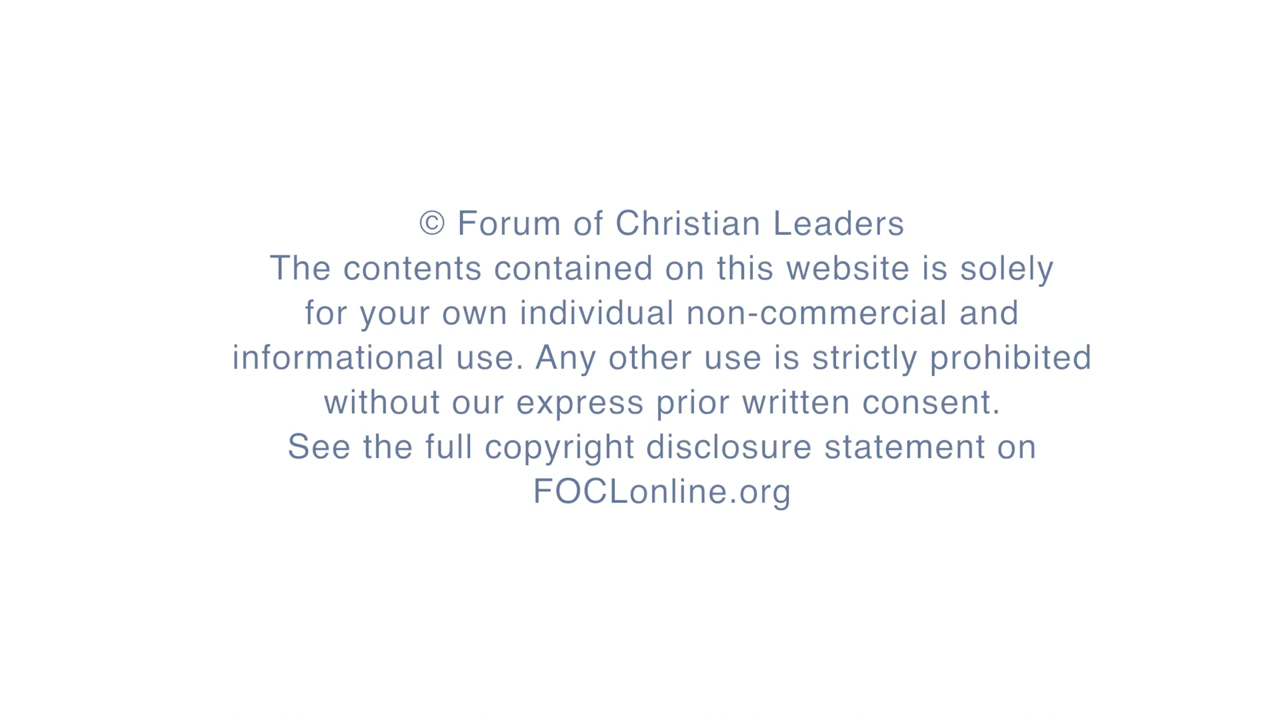 © Forum of Christian Leaders
The contents contained on this website is solely
for your own individual non-commercial and
informational use. Any other use is strictly prohibited
without our express prior written consent.
See the full copyright disclosure statement on
FOCLonline.org